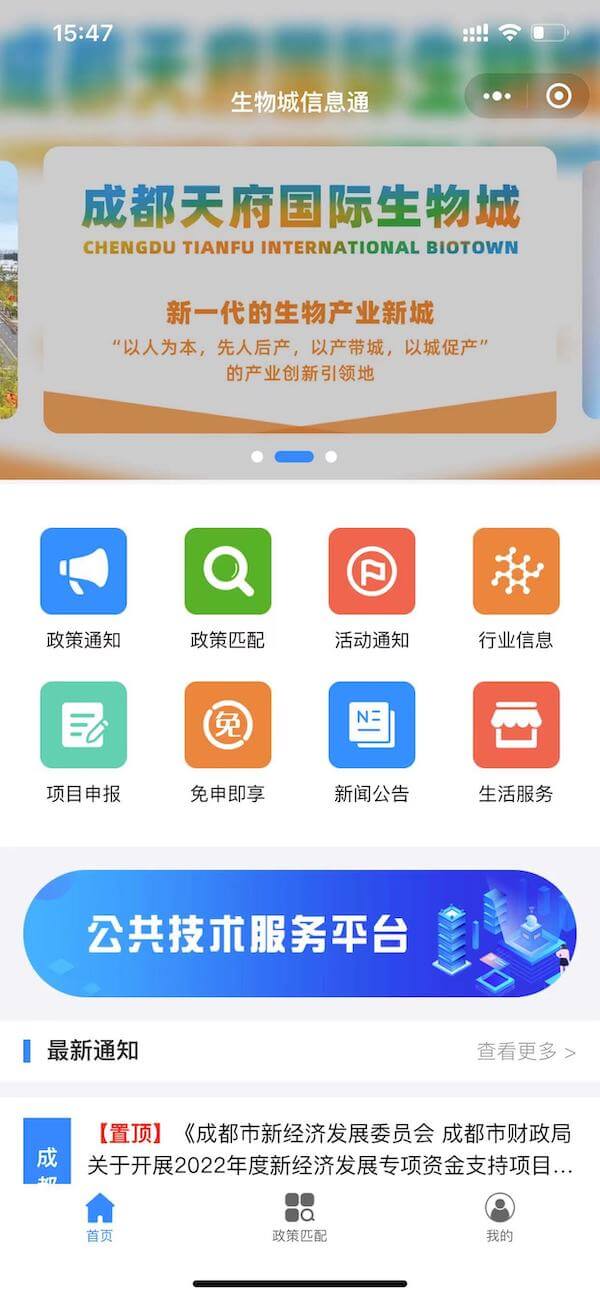 15:47
生物城信息通
成都天府国际生物城
CHENGDU TIANFU INTERNATIONAL BIOTOWN
新一代的生物产业新城
“以人为本，先人后产，以产带城，以城促产”
的产业创新引领地
政策通知
政策匹配
活动通知
行业信息
免
NE
项目申报
免申即享
新闻公告
生活服务
公共技术服务平台
最新通知
查看更多 >
成都
【置顶】《成都市新经济发展委员会 成都市财政局
关于开展2022年度新经济发展专项资金支持项目...
首页
政策匹配
我的